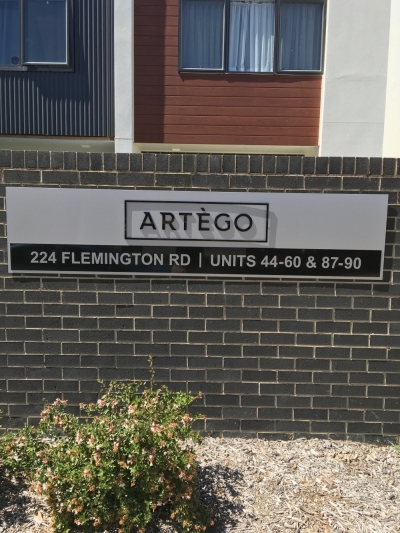 ARTÈGO
224 FLEMINGTON RD | UNITS 44-60 & 87-90